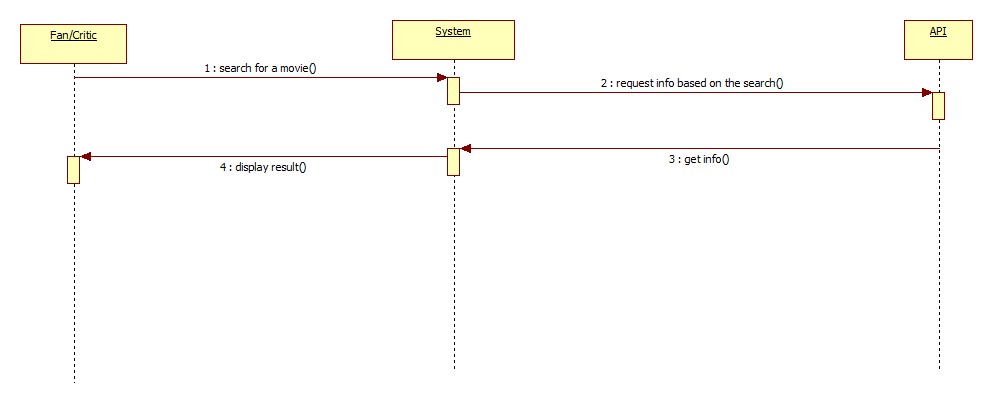 Fan/Critic
System
API
1 : search for a movie()
2 : request info based on the search()
3 : get info()
4 : display result()